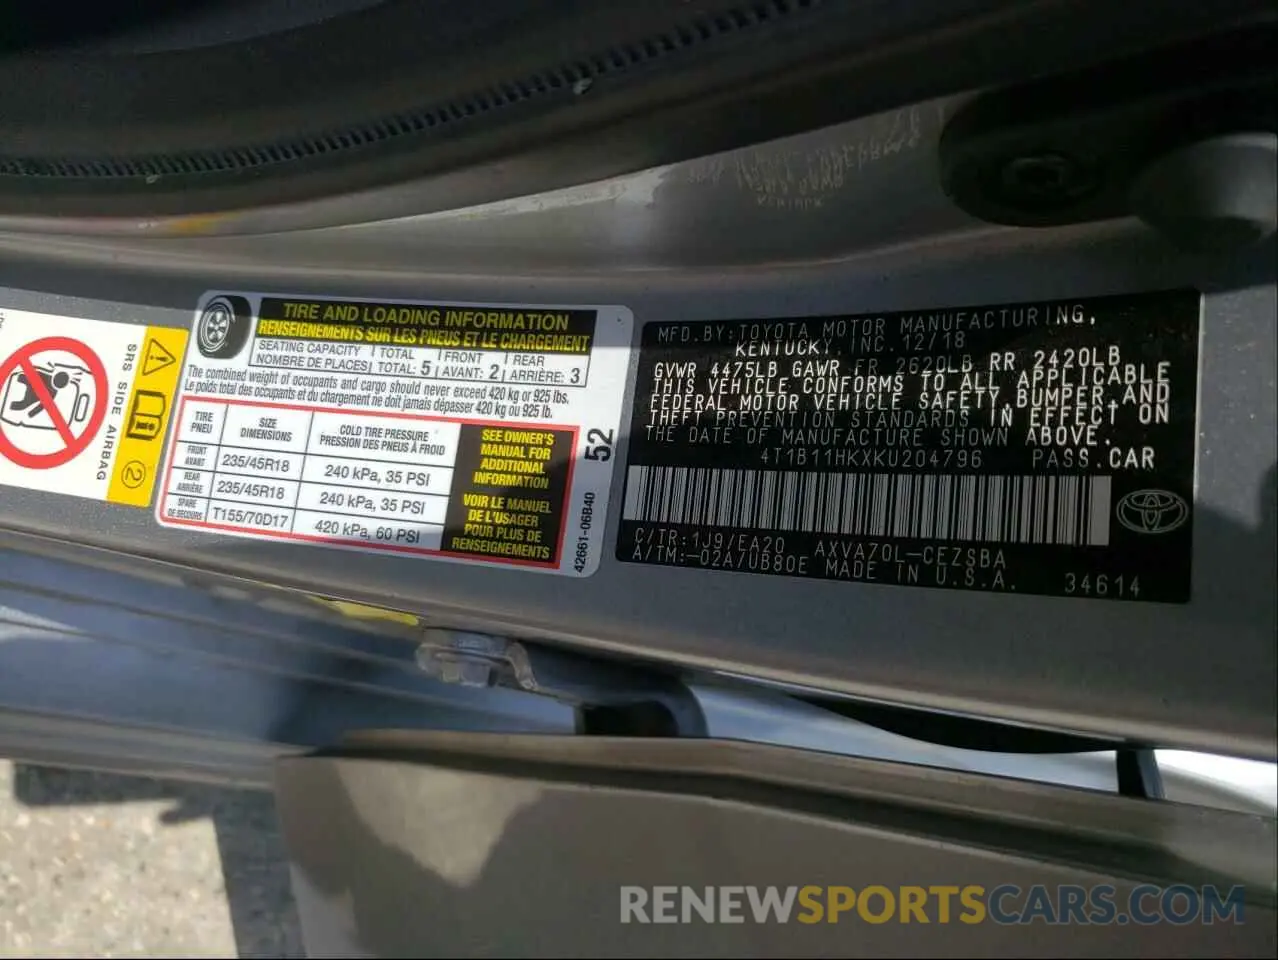 SRS SIDE AIRBAG
2
TIRE AND LOADING INFORMATION
RENSEIGNEMENTS SUR LES PNEUS ET LE CHARGEMENT
SEATING CAPACITY TOTAL FRONT REAR
NOMBRE DE PLACES TOTAL: 5 AVANT: 2 ARRIÈRE: 3
The combined weight of occupants and cargo should never exceed 420 kg or 925 lbs.
Le poids total des occupants et du chargement ne doit jamais dépasser 420 kg ou 925 lb.
TIRE PNEU
SIZE DIMENSIONS
COLD TIRE PRESSURE
PRESSION DES PNEUS À FROID
FRONT AVANT 235/45R18 240 kPa, 35 PSI
REAR ARRIÈRE 235/45R18 240 kPa, 35 PSI
SPARE DE SECOURS T155/70D17 420 kPa, 60 PSI
SEE OWNER'S
MANUAL FOR
ADDITIONAL
INFORMATION
VOIR LE MANUEL
DE L'USAGER
POUR PLUS DE
RENSEIGNEMENTS
52
42661-06B40
MFD.BY:TOYOTA MOTOR MANUFACTURING,
KENTUCKY, INC.12/18
GVWR 4475LB GAWR FR 2620LB RR 2420LB
THIS VEHICLE CONFORMS TO ALL APPLICABLE
FEDERAL MOTOR VEHICLE SAFETY,BUMPER,AND
THEFT PREVENTION STANDARDS IN EFFECT ON
THE DATE OF MANUFACTURE SHOWN ABOVE.
4T1B11HKXKU204796 PASS.CAR
C/TR:1J9/EA20 AXVA70L-CEZSBA
A/TM:-02A/UB80E MADE IN U.S.A. 34614
RENEWSPORTSCARS.COM